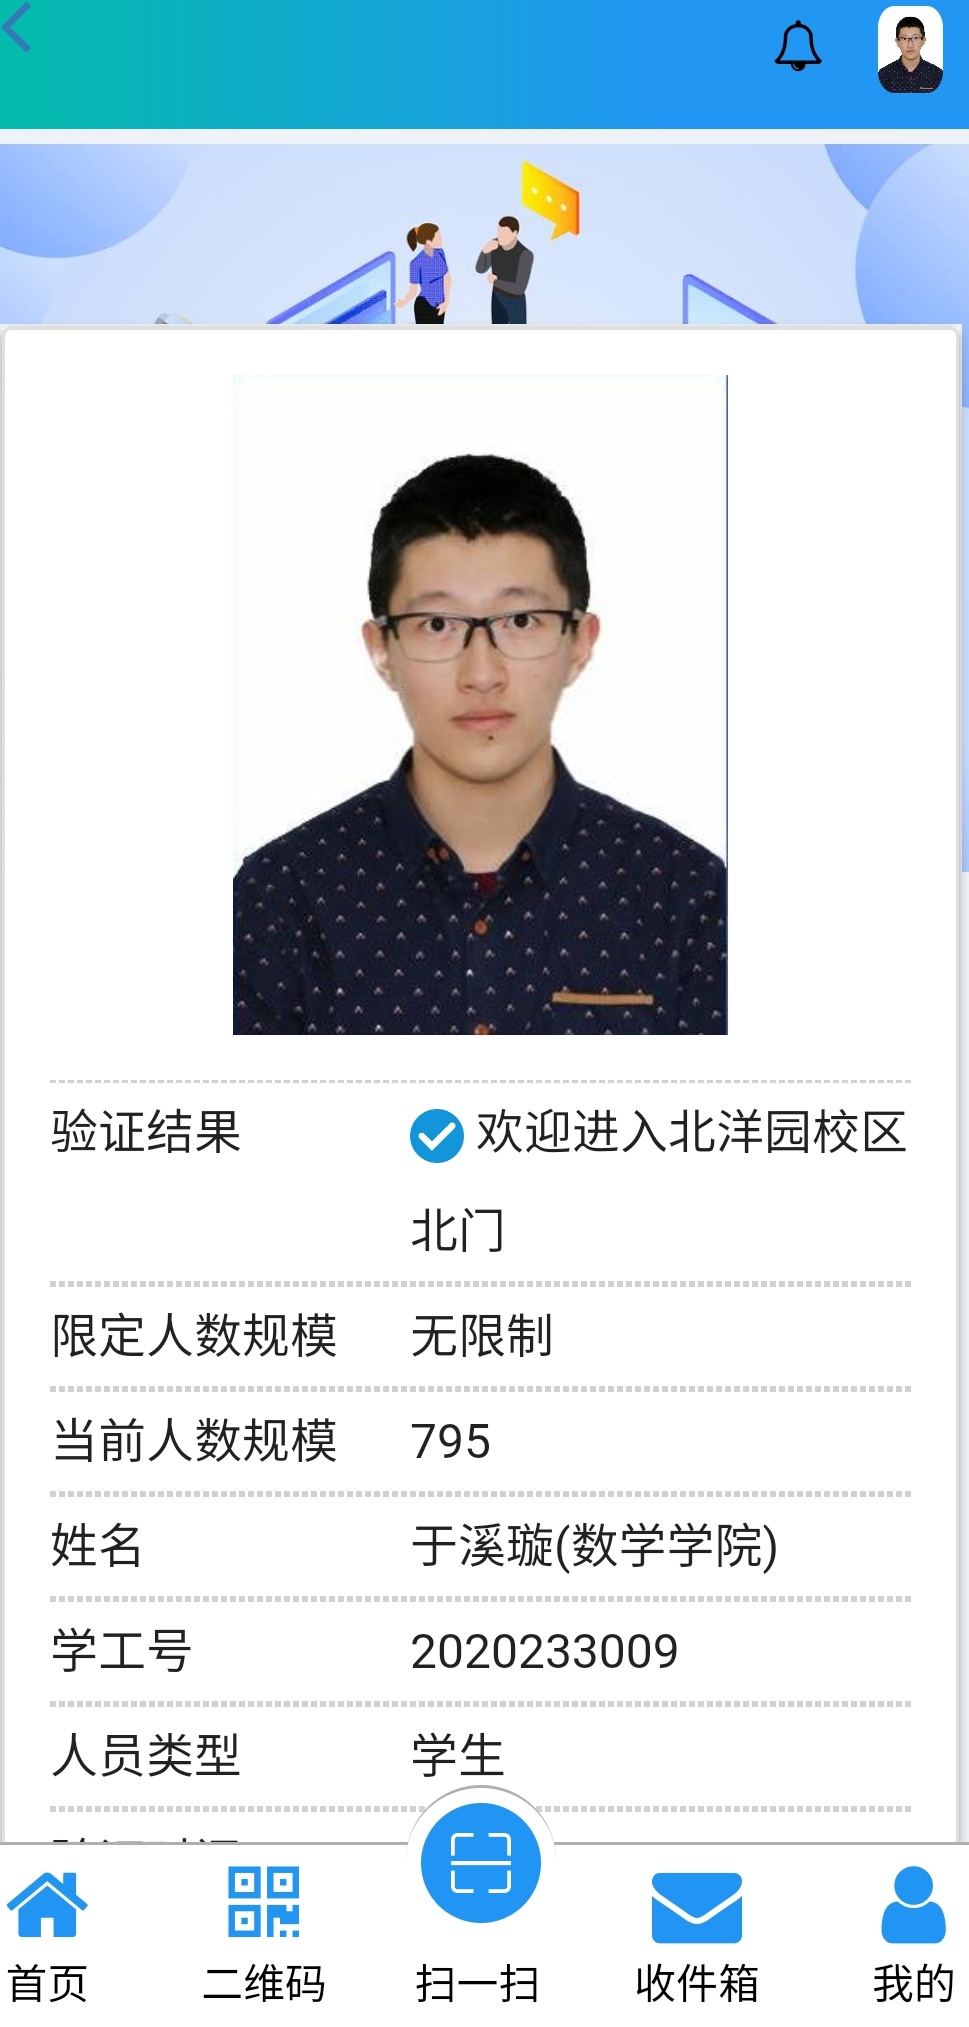 验证结果 欢迎进入北洋园校区
北门
限定人数规模 无限制
当前人数规模 795
姓名 于溪璇(数学学院)
学工号 2020233009
人员类型 学生
首页 二维码 扫一扫 收件箱 我的